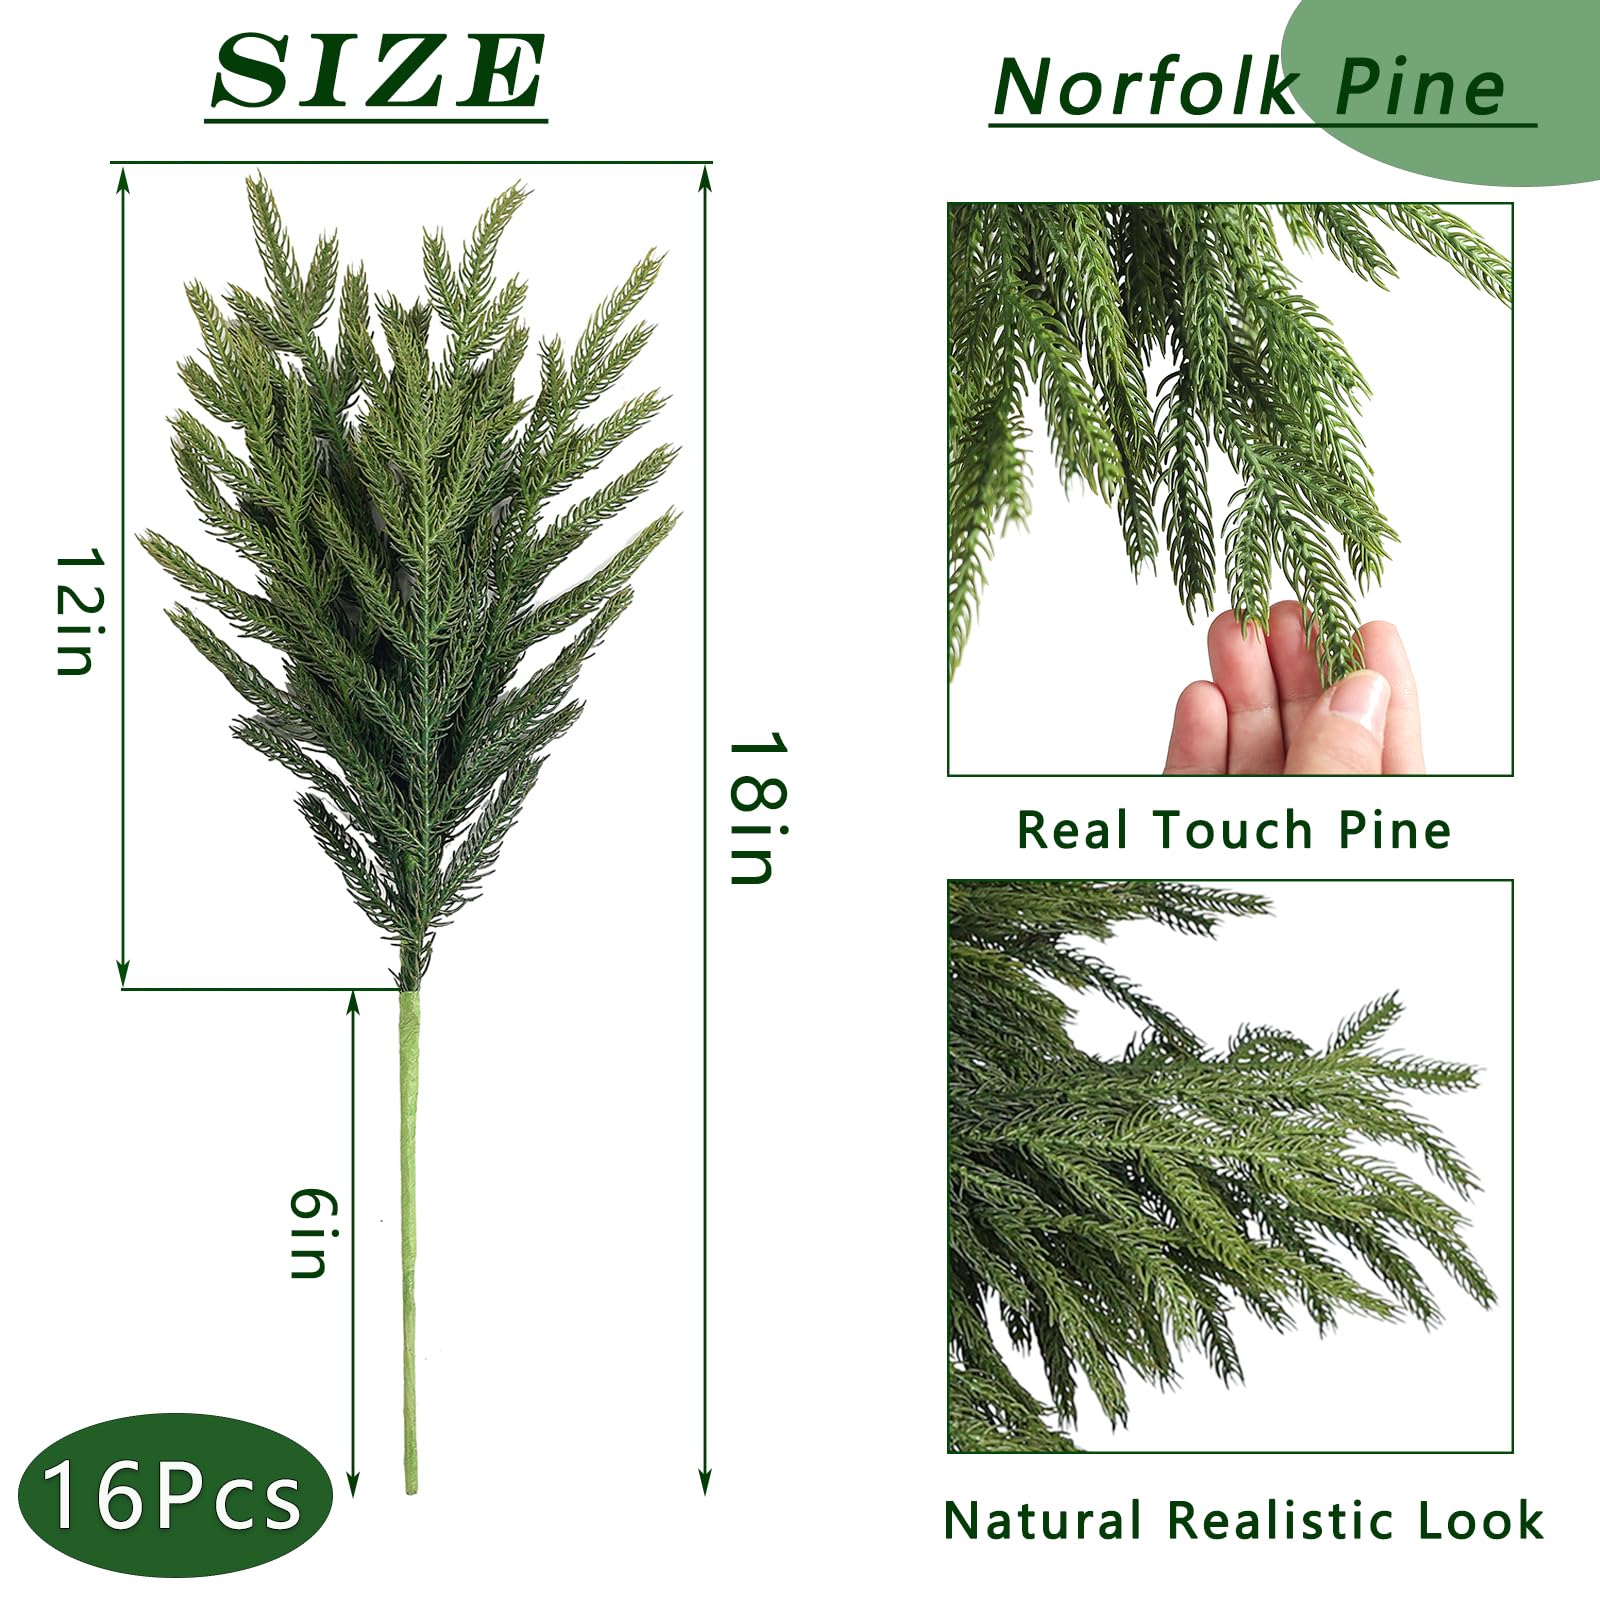 SIZE
Norfolk Pine
12in
18in
6in
16Pcs
Real Touch Pine
Natural Realistic Look